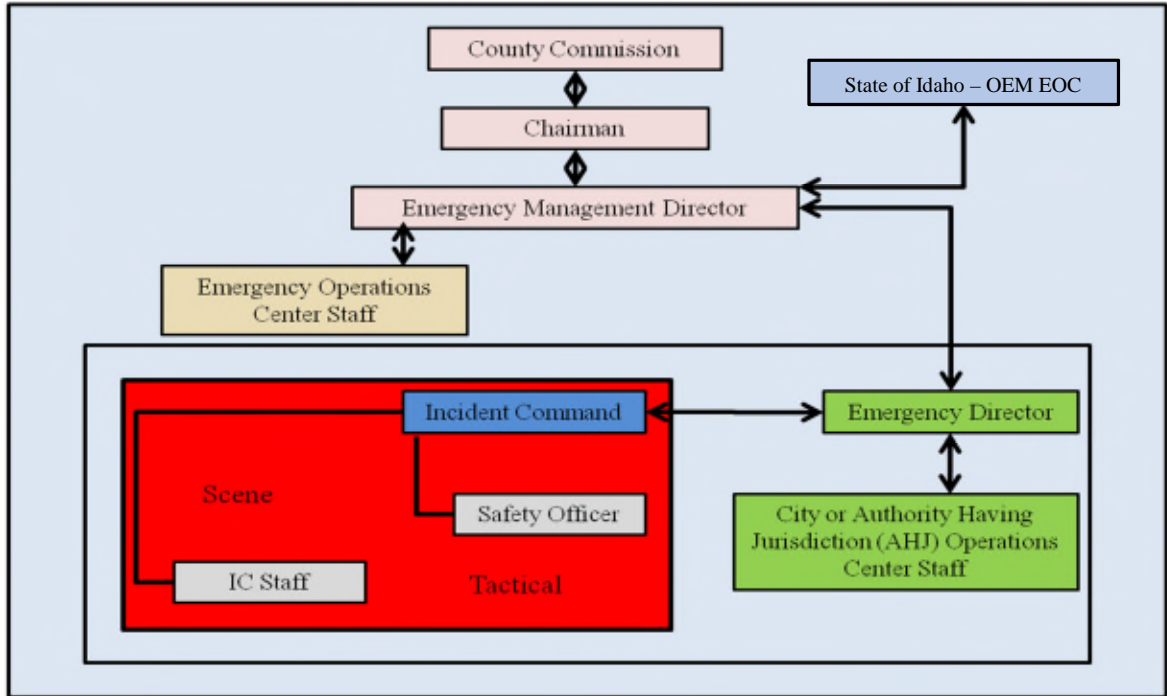 County Commission
State of Idaho – OEM EOC
Chairman
Emergency Management Director
Emergency Operations
Center Staff
Incident Command
Emergency Director
Scene
Safety Officer
City or Authority Having
Jurisdiction (AHJ) Operations
Center Staff
IC Staff
Tactical